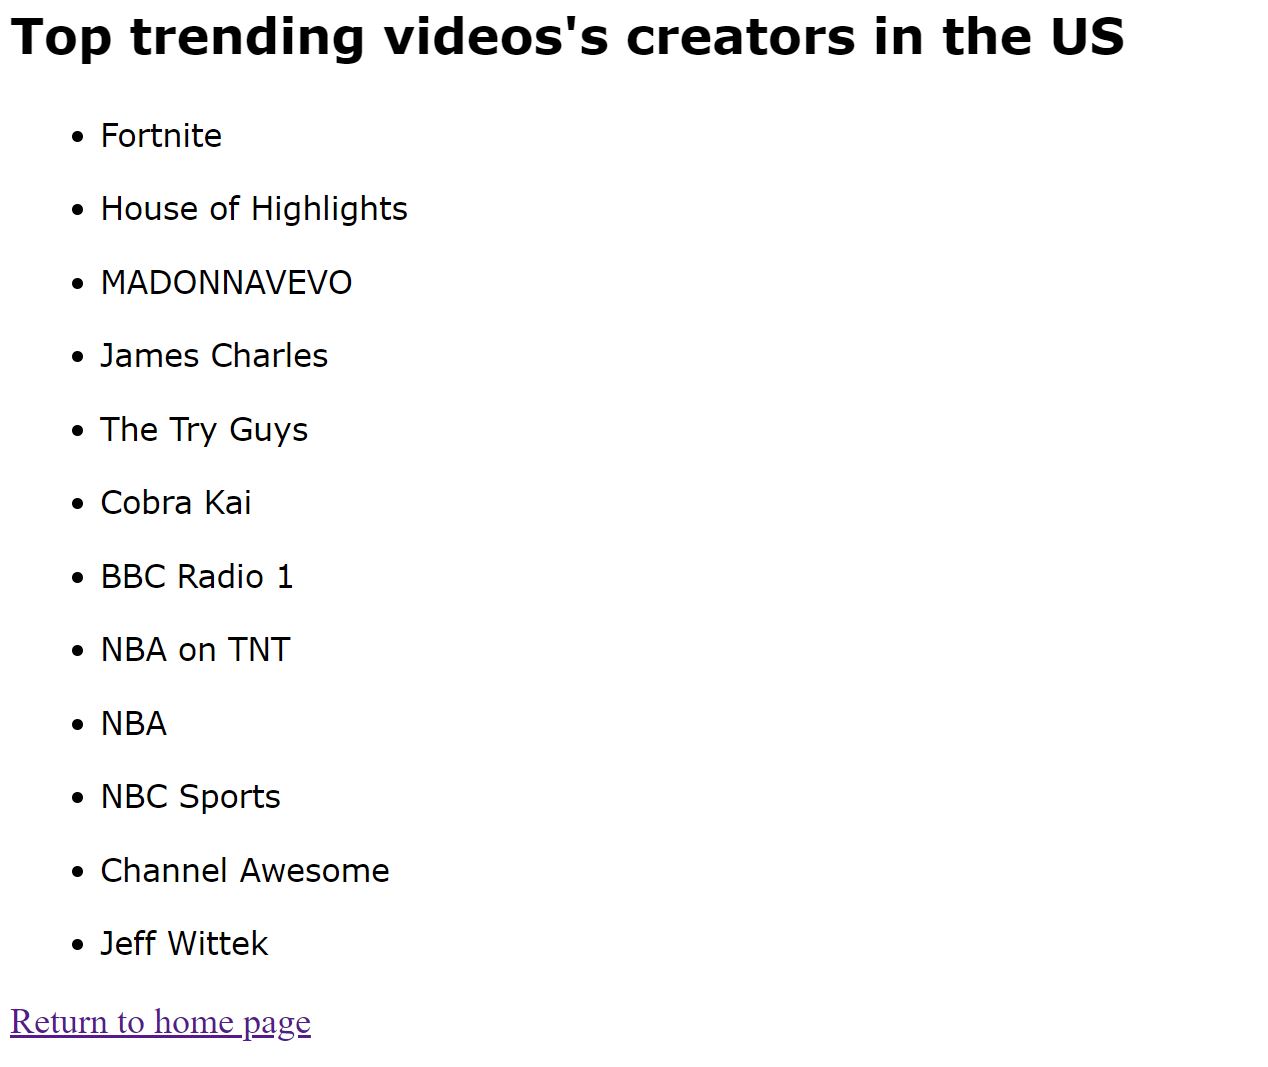 Top trending videos's creators in the US
Fortnite
House of Highlights
MADONNAVEVO
James Charles
The Try Guys
Cobra Kai
BBC Radio 1
NBA on TNT
NBA
NBC Sports
Channel Awesome
Jeff Wittek
Return to home page